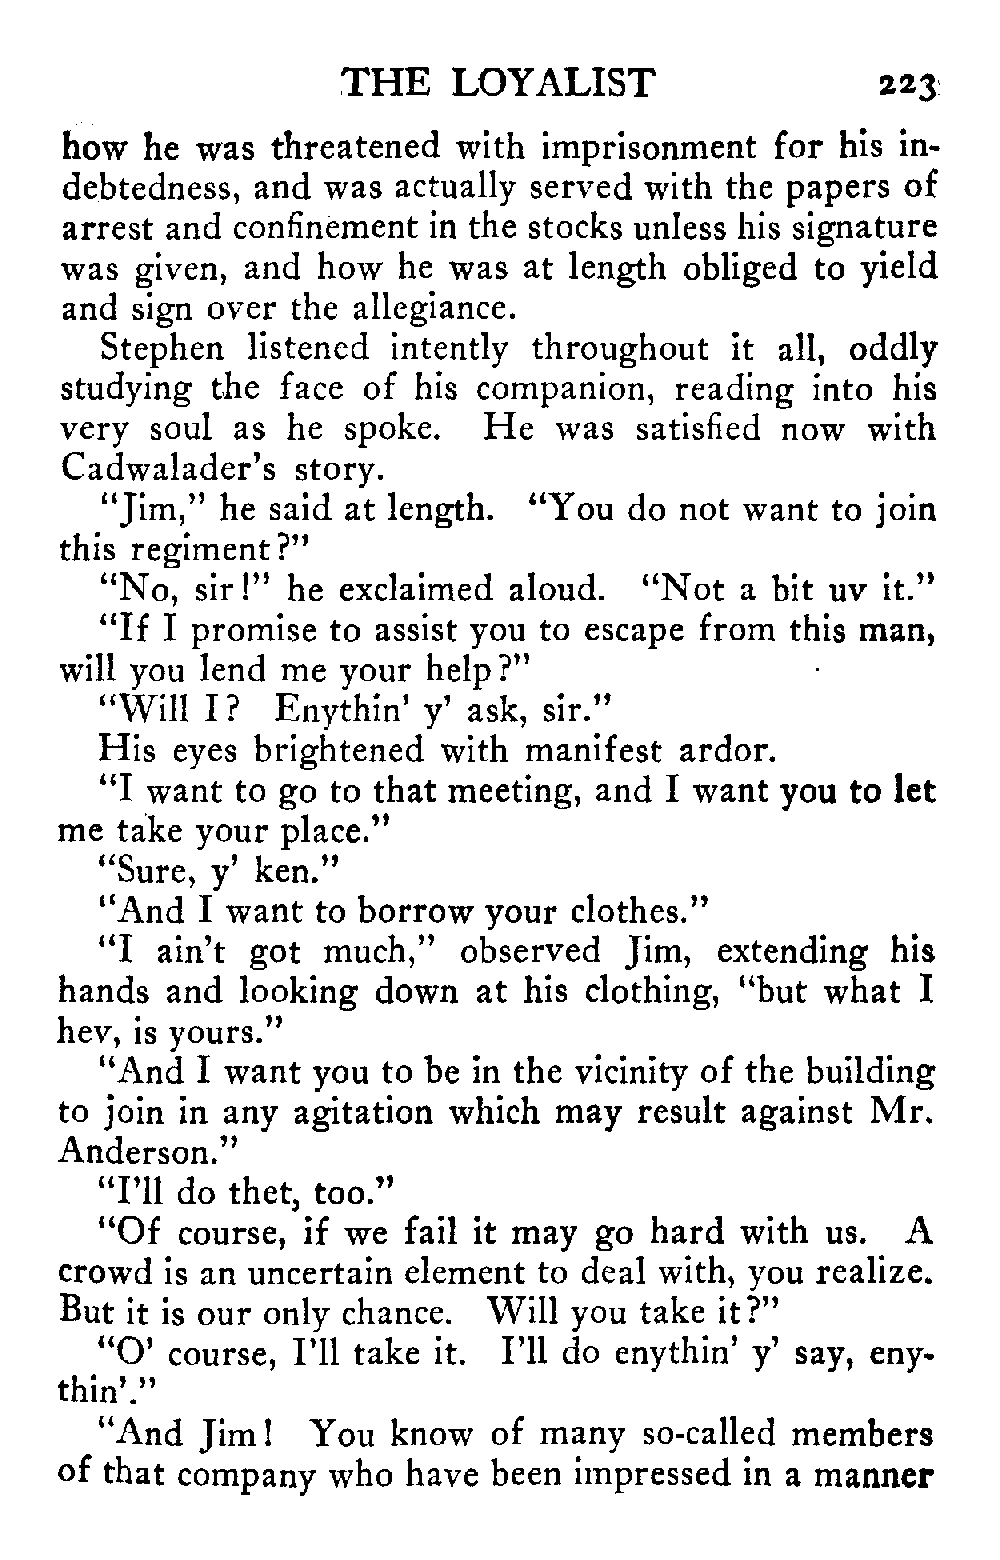 THE LOYALIST 223
how he was threatened with imprisonment for his in-
debtedness, and was actually served with the papers of
arrest and confinement in the stocks unless his signature
was given, and how he was at length obliged to yield
and sign over the allegiance.
Stephen listened intently throughout it all, oddly
studying the face of his companion, reading into his
very soul as he spoke. He was satisfied now with
Cadwalader's story.
"Jim," he said at length. "You do not want to join
this regiment?"
"No, sir!" he exclaimed aloud. "Not a bit uv it."
"If I promise to assist you to escape from this man,
will you lend me your help?"
"Will I? Enythin' y' ask, sir."
His eyes brightened with manifest ardor.
"I want to go to that meeting, and I want you to let
me take your place."
"Sure, y' ken."
"And I want to borrow your clothes."
"I ain't got much," observed Jim, extending his
hands and looking down at his clothing, "but what I
hev, is yours."
"And I want you to be in the vicinity of the building
to join in any agitation which may result against Mr.
Anderson."
"I'll do thet, too."
"Of course, if we fail it may go hard with us. A
crowd is an uncertain element to deal with, you realize.
But it is our only chance. Will you take it?"
"O' course, I'll take it. I'll do enythin' y' say, eny-
thin'."
"And Jim! You know of many so-called members
of that company who have been impressed in a manner